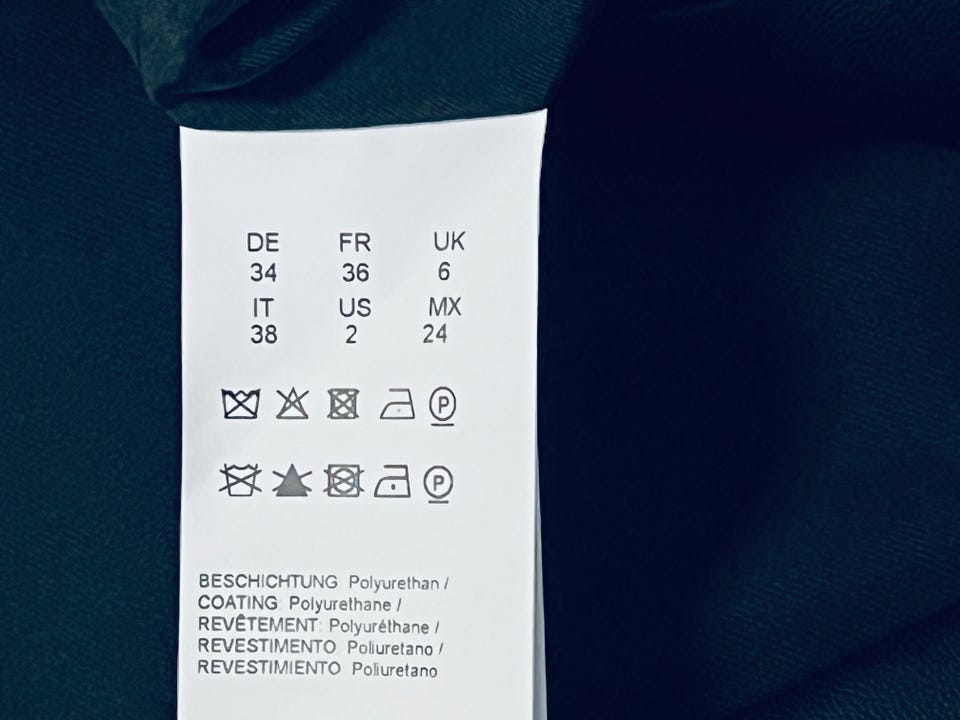 DE FR UK
34 36 6
IT US MX
38 2 24
P
P
BESCHICHTUNG Polyurethan /
COATING: Polyurethane /
REVÊTEMENT: Polyuréthane /
REVESTIMENTO Poliuretano /
REVESTIMIENTO Poliuretano